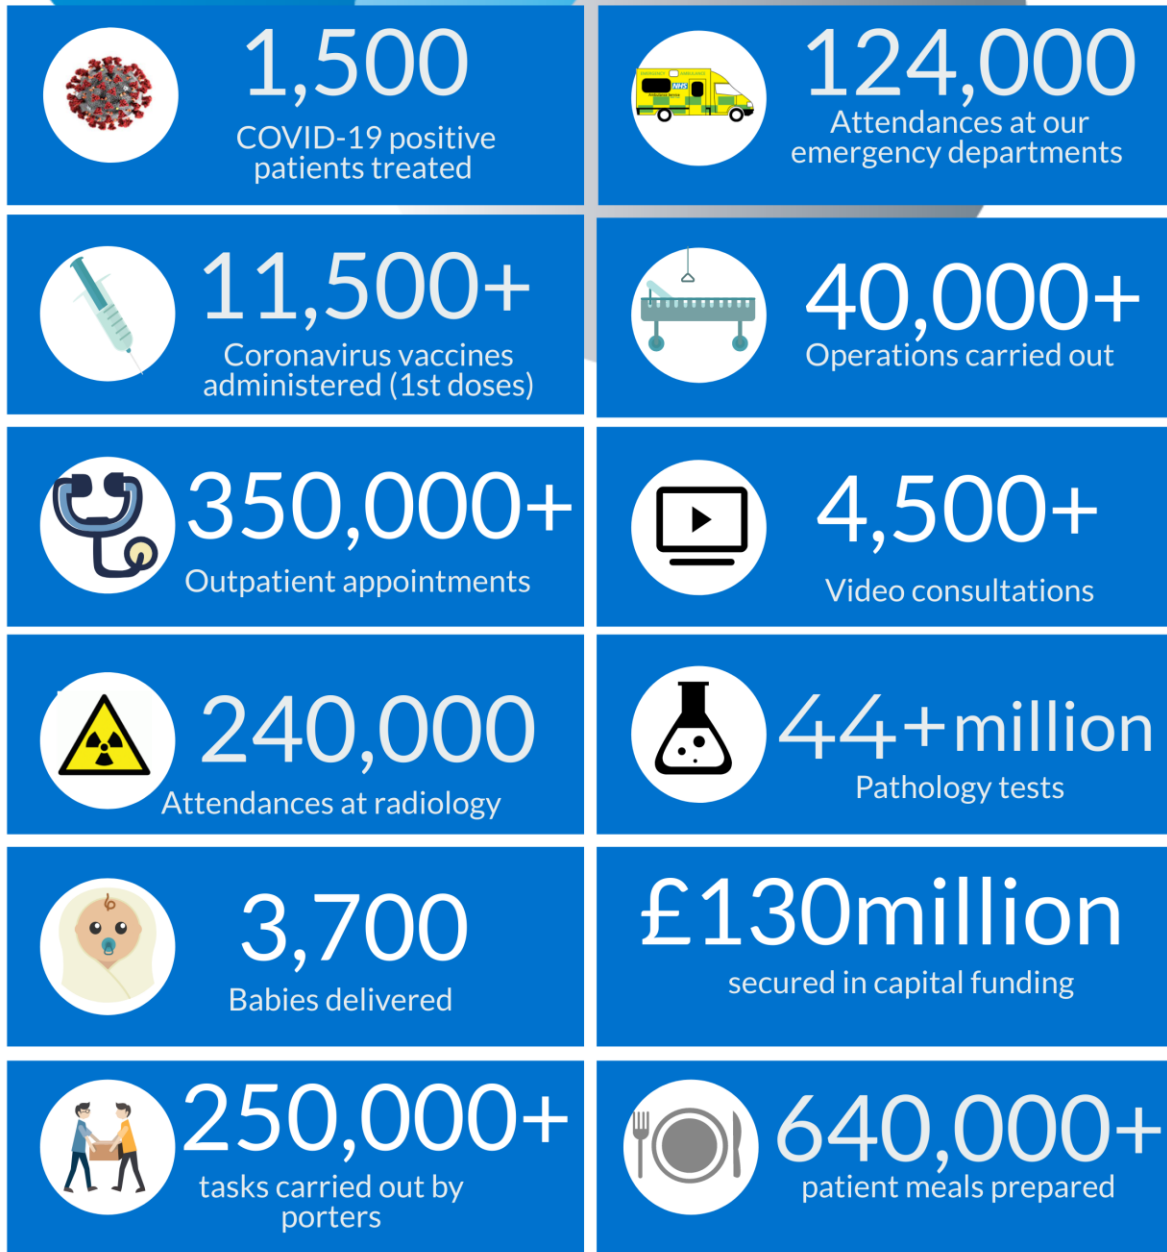 1,500
COVID-19 positive
patients treated
124,000
Attendances at our
emergency departments
NHS
11,500+
Coronavirus vaccines
administered (1st doses)
40,000+
Operations carried out
350,000+
Outpatient appointments
4,500+
Video consultations
240,000
Attendances at radiology
44+million
Pathology tests
3,700
Babies delivered
£130million
secured in capital funding
250,000+
tasks carried out by
porters
640,000+
patient meals prepared